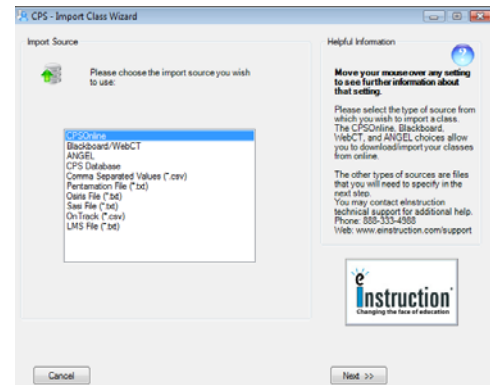 CPS - Import Class Wizard
Import Source
Please choose the import source you wish
to use:
CPSOnline
Blackboard/WebCT
ANGEL
CPS Database
Comma Separated Values (*.csv)
Pentamation File (*.txt)
Osiris File (*.txt)
Sasi File (*.txt)
OnTrack (*.csv)
LMS File (*.txt)
Helpful Information
Move your mouse over any setting
to see further information about
that setting.
Please select the type of source from
which you wish to import a class.
The CPSOnline, Blackboard,
WebCT, and ANGEL choices allow
you to download/import your classes
from online.
The other types of sources are files
that you will need to specify in the
next step.
You may contact eInstruction
technical support for additional help.
Phone: 888-333-4988
Web: www.einstruction.com/support
eInstruction
Changing the face of education
Cancel
Next >>